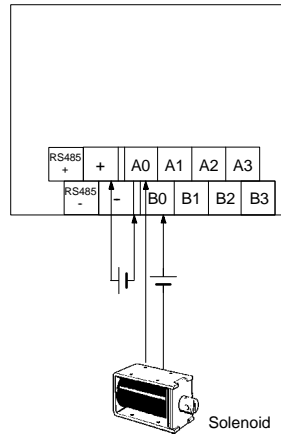 RS485
+ + A0 A1 A2 A3
RS485
- - B0 B1 B2 B3
Solenoid